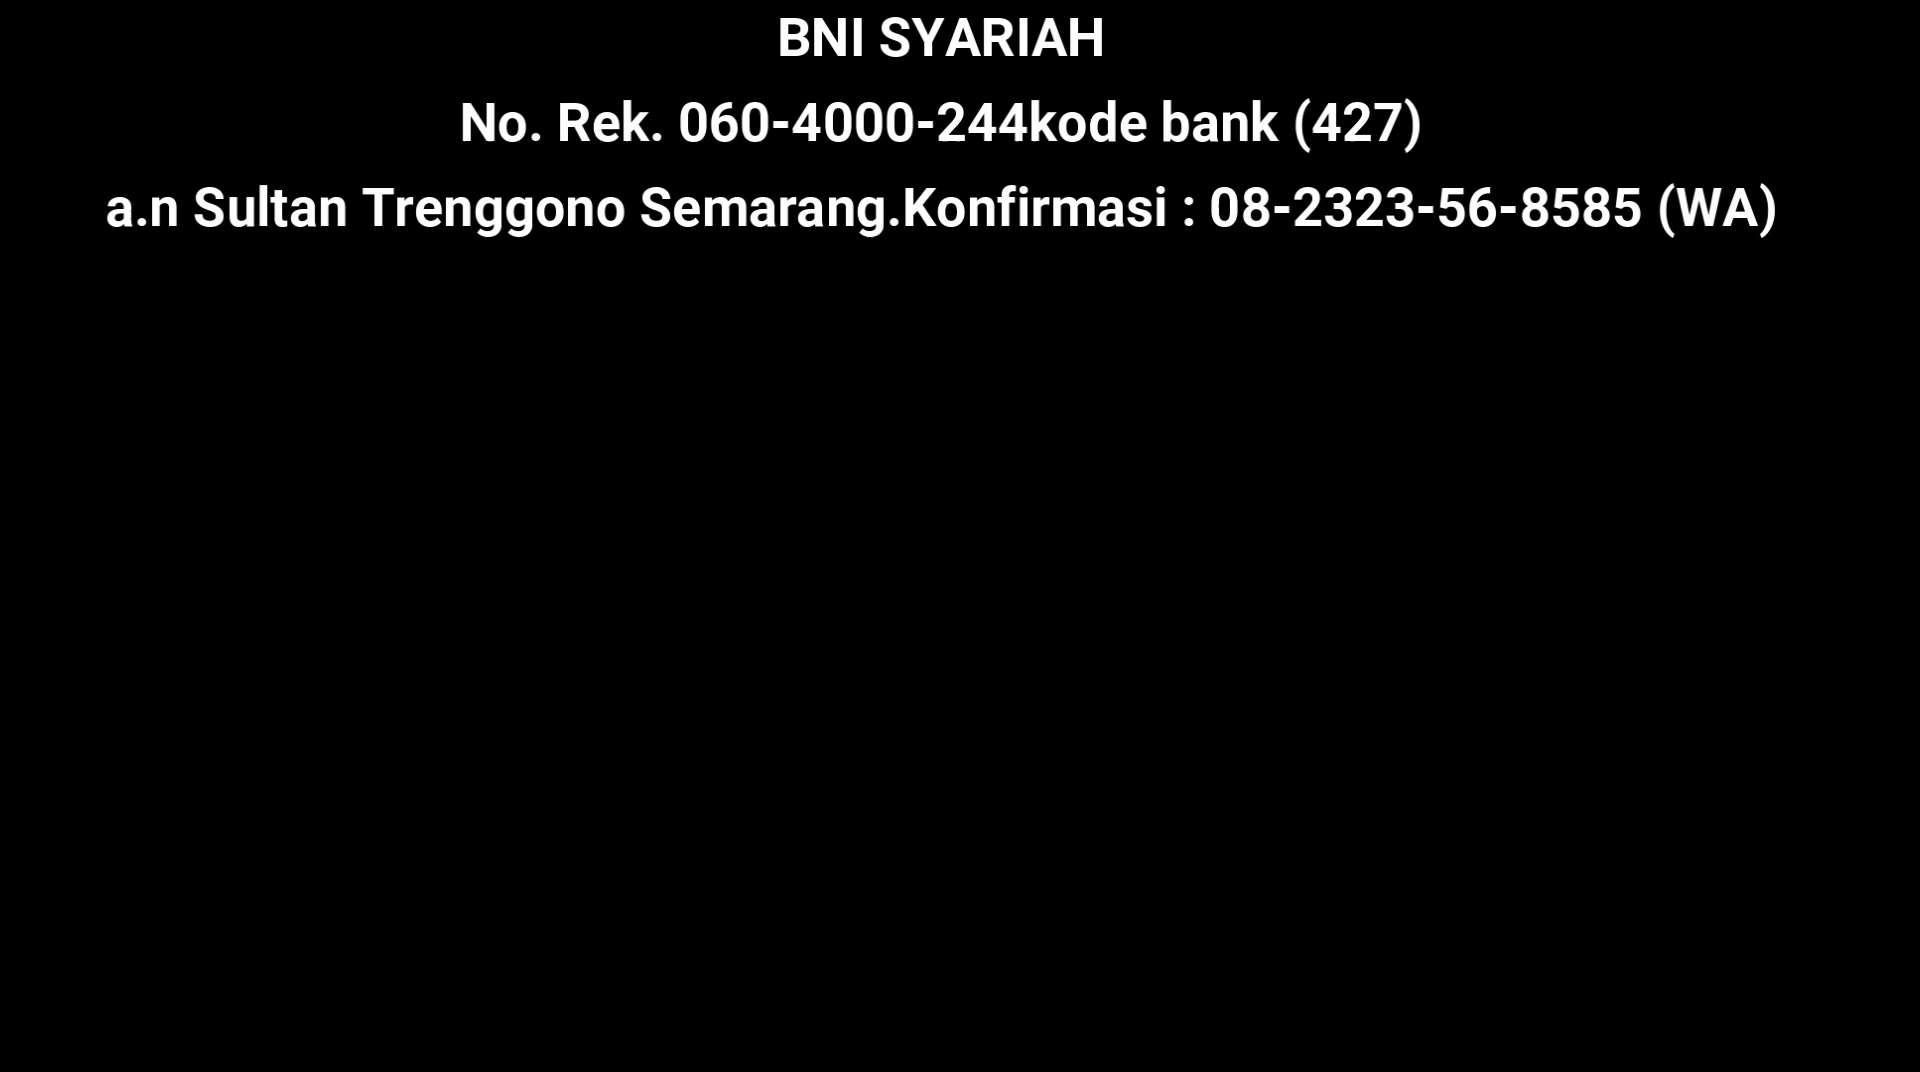 BNI SYARIAH
No. Rek. 060-4000-244kode bank (427)
a.n Sultan Trenggono Semarang.Konfirmasi : 08-2323-56-8585 (WA)